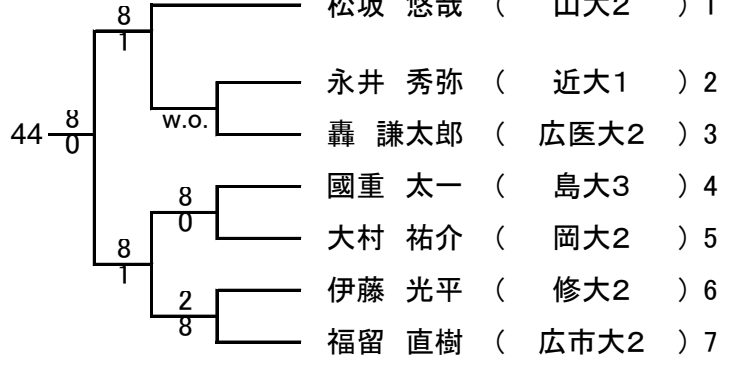 松坂 悠哉 ( 山大2 ) 1
8
1
永井 秀弥 ( 近大1 ) 2
w.o.
44 8
0
轟 謙太郎 ( 広医大2 ) 3
國重 太一 ( 島大3 ) 4
8
0
大村 祐介 ( 岡大2 ) 5
8
1
伊藤 光平 ( 修大2 ) 6
2
8
福留 直樹 ( 広市大2 ) 7